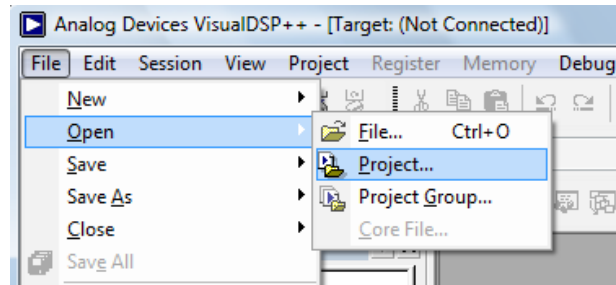 Analog Devices VisualDSP++ - [Target: (Not Connected)]
File Edit Session View Project Register Memory Debug
New
Open
Save
Save As
Close
Save All
File... Ctrl+O
Project...
Project Group...
Core File...